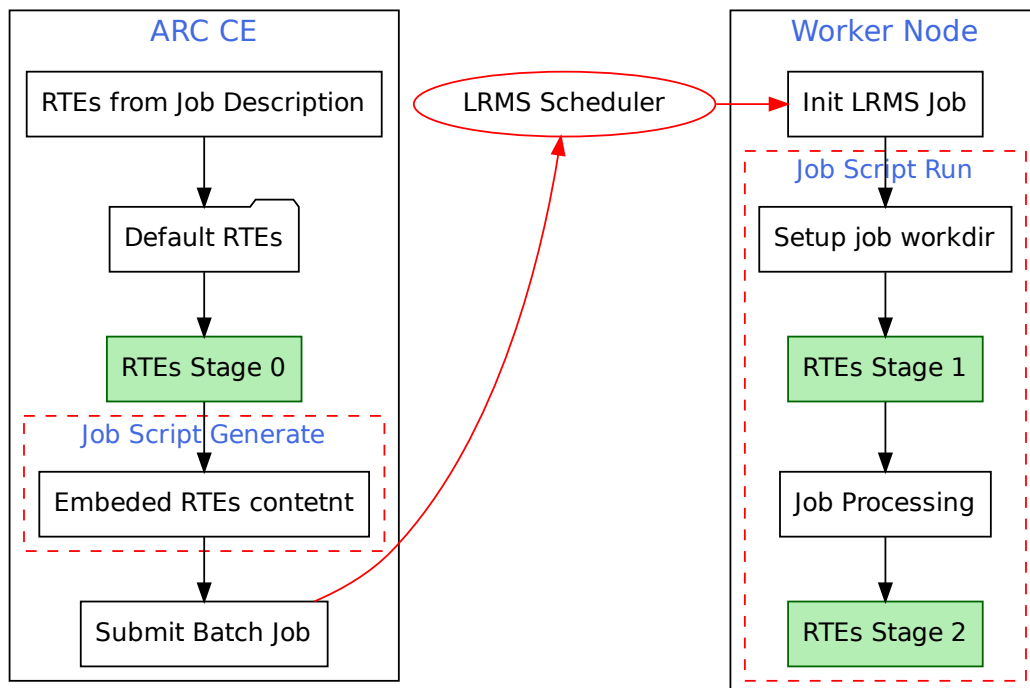 ARC CE
RTEs from Job Description
Default RTEs
RTEs Stage 0
Job Script Generate
Embeded RTEs contetnt
Submit Batch Job
LRMS Scheduler
Worker Node
Init LRMS Job
Job Script Run
Setup job workdir
RTEs Stage 1
Job Processing
RTEs Stage 2